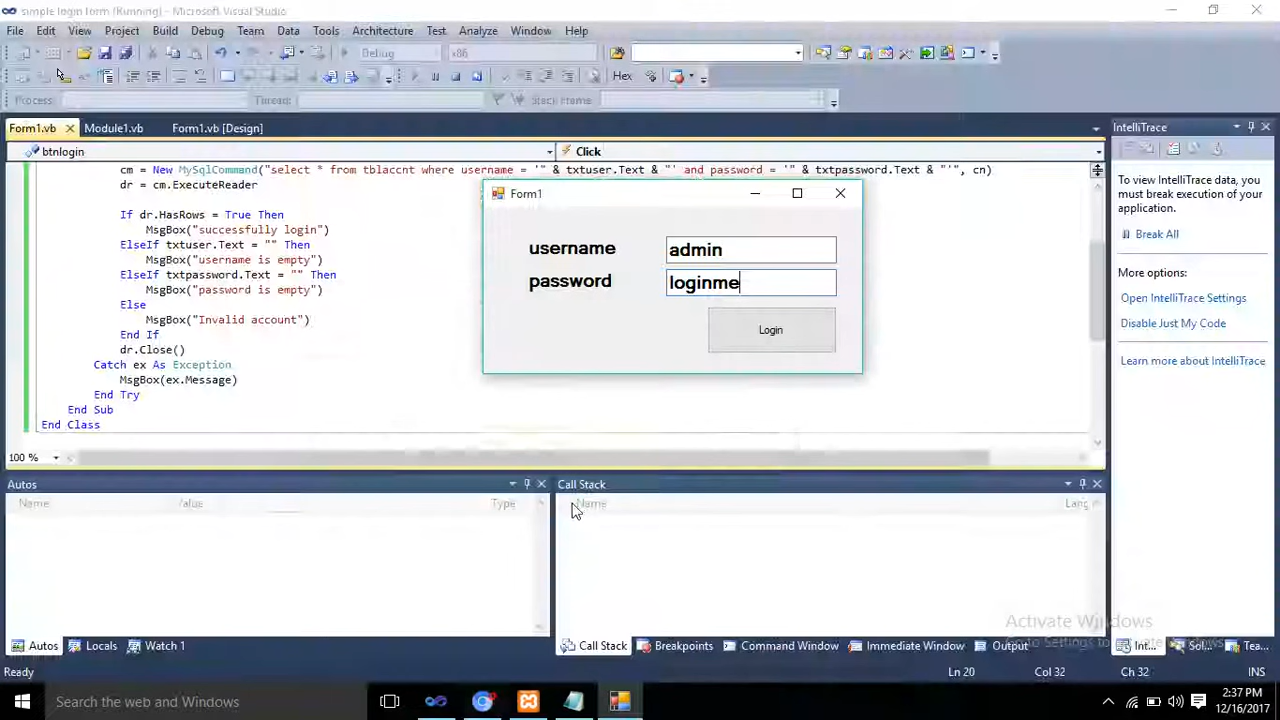 simple login form (Running) - Microsoft Visual Studio
File Edit View Project Build Debug Team Data Tools Architecture Test Analyze Window Help
Debug x86
Hex
Process: Thread: Stack Frame:
Form1.vb Module1.vb Form1.vb [Design] IntelliTrace
btnlogin Click
cm = New MySqlCommand("select * from tblaccnt where username = '" & txtuser.Text & "' and password = '" & txtpassword.Text & "'", cn)
dr = cm.ExecuteReader
If dr.HasRows = True Then
MsgBox("successfully login")
ElseIf txtuser.Text = "" Then
MsgBox("username is empty")
ElseIf txtpassword.Text = "" Then
MsgBox("password is empty")
Else
MsgBox("Invalid account")
End If
dr.Close()
Catch ex As Exception
MsgBox(ex.Message)
End Try
End Sub
End Class
100 %
Form1
username admin
password loginme
Login
To view IntelliTrace data, you
must break execution of your
application.
Break All
More options:
Open IntelliTrace Settings
Disable Just My Code
Learn more about IntelliTrace
Autos Call Stack
Name Value Type Name Lang
Activate Windows
Go to Settings to activate Windows.
Autos Locals Watch 1 Call Stack Breakpoints Command Window Immediate Window Output Int... Sol... Tea...
Ready Ln 20 Col 32 Ch 32 INS
Search the web and Windows
2:37 PM
12/16/2017